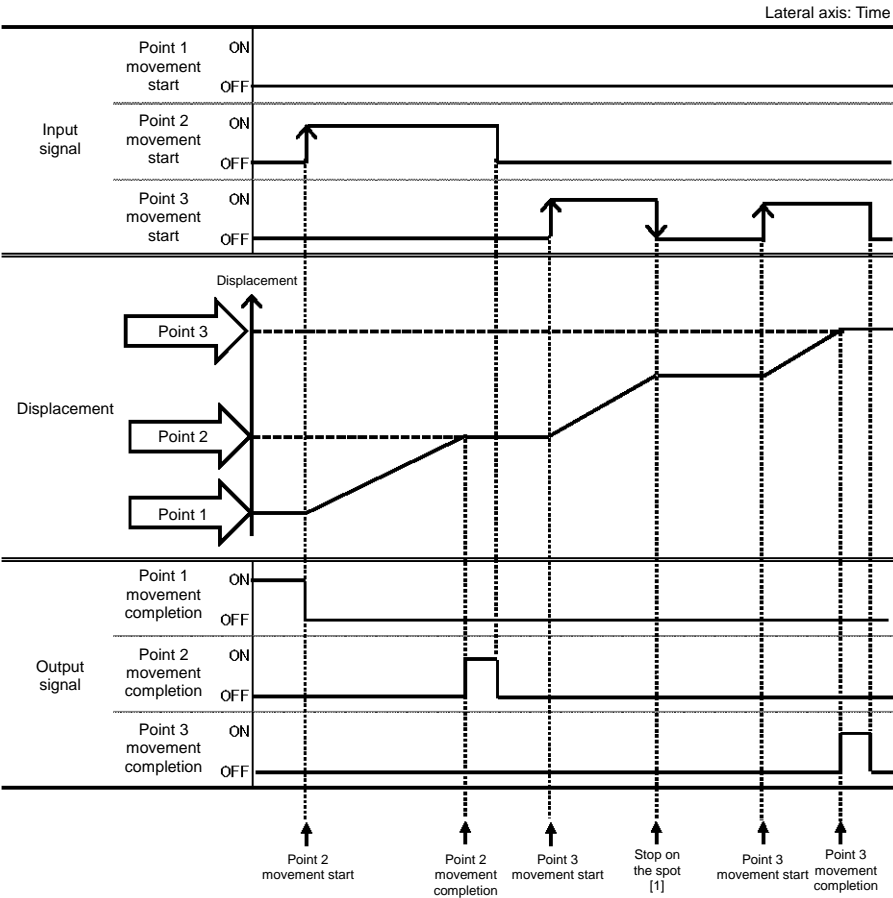 Lateral axis: Time
Input
signal
Point 1
movement
start
ON
OFF
Point 2
movement
start
ON
OFF
Point 3
movement
start
ON
OFF
Displacement
Displacement
Point 3
Point 2
Point 1
Output
signal
Point 1
movement
completion
ON
OFF
Point 2
movement
completion
ON
OFF
Point 3
movement
completion
ON
OFF
Point 2
movement start
Point 2
movement
completion
Point 3
movement start
Stop on
the spot
[1]
Point 3
movement start
Point 3
movement
completion